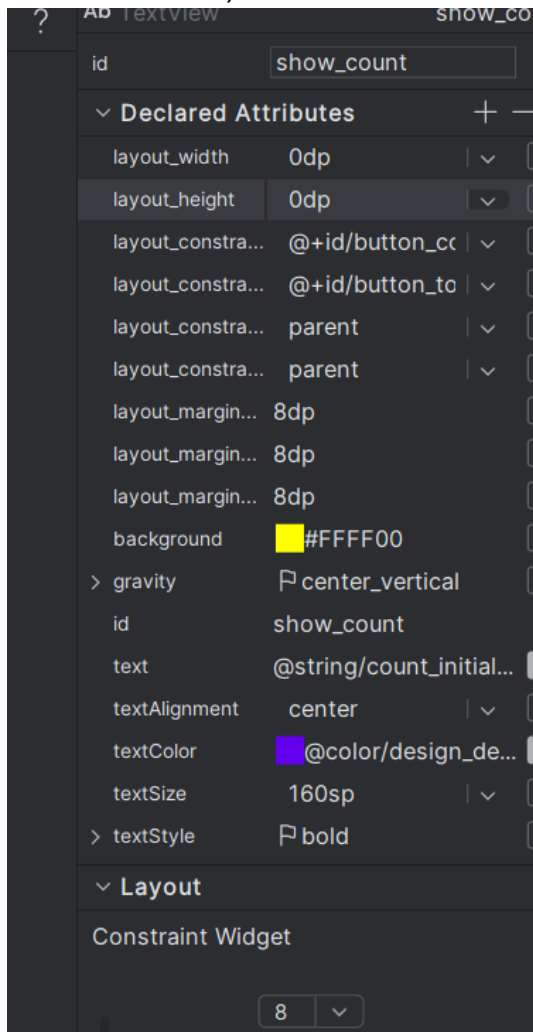 ?
Ab TextView show_co
id show_count
Declared Attributes
layout_width 0dp
layout_height 0dp
layout_constra... @+id/button_co
layout_constra... @+id/button_to
layout_constra... parent
layout_constra... parent
layout_margin... 8dp
layout_margin... 8dp
layout_margin... 8dp
background #FFFF00
gravity center_vertical
id show_count
text @string/count_initial...
textAlignment center
textColor @color/design_de...
textSize 160sp
textStyle bold
Layout
Constraint Widget
8